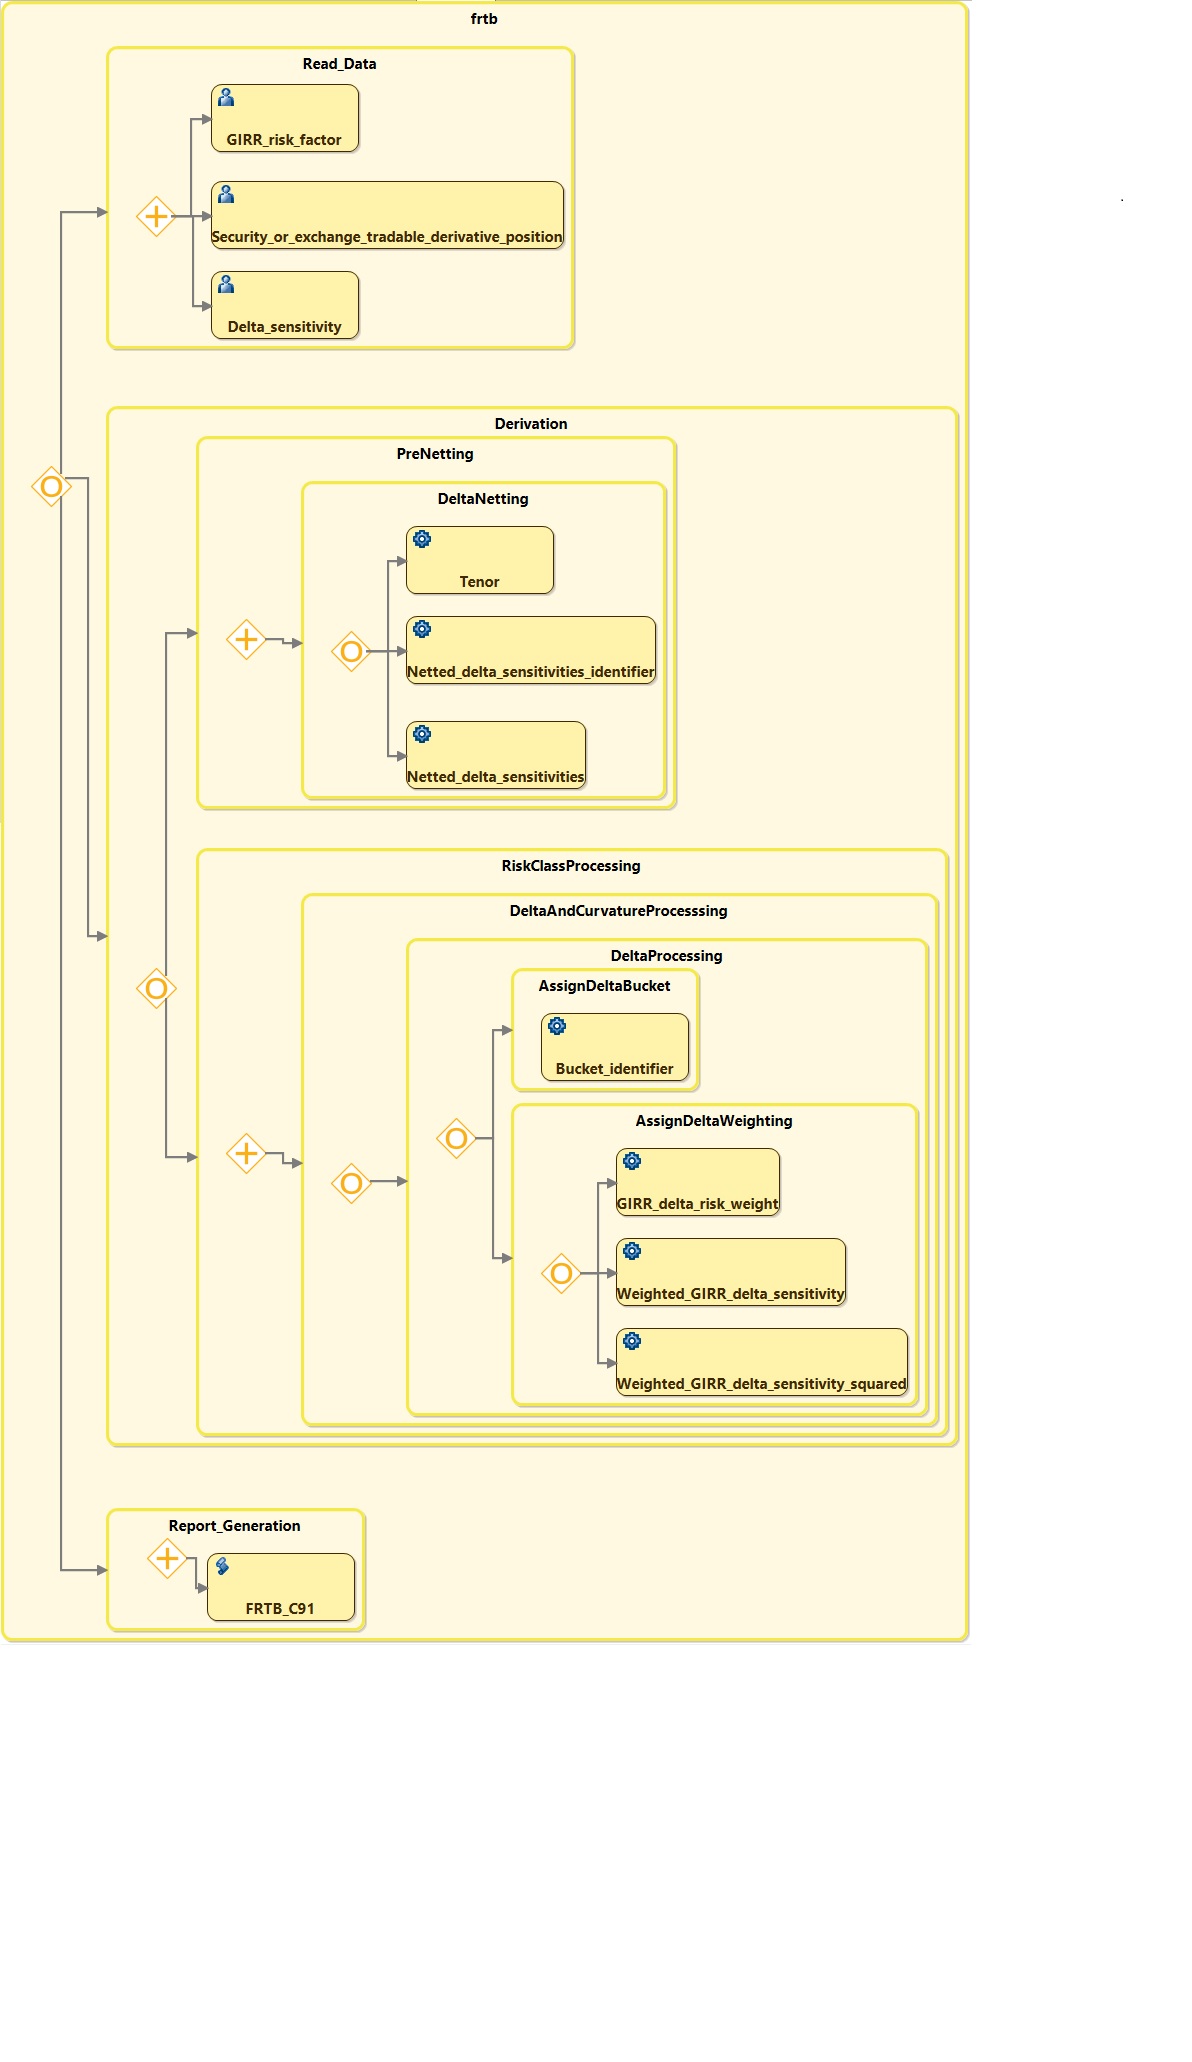 frtb
Read_Data
GIRR_risk_factor
Security_or_exchange_tradable_derivative_position
Delta_sensitivity
Derivation
PreNetting
DeltaNetting
Tenor
Netted_delta_sensitivities_identifier
Netted_delta_sensitivities
RiskClassProcessing
DeltaAndCurvatureProcesssing
DeltaProcessing
AssignDeltaBucket
Bucket_identifier
AssignDeltaWeighting
GIRR_delta_risk_weight
Weighted_GIRR_delta_sensitivity
Weighted_GIRR_delta_sensitivity_squared
Report_Generation
FRTB_C91